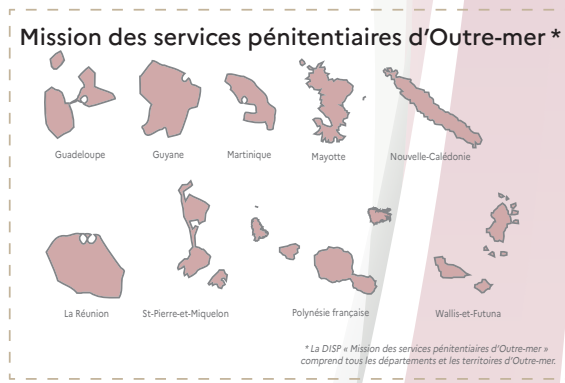 Mission des services pénitentiaires d’Outre-mer *
Guadeloupe
Guyane
Martinique
Mayotte
Nouvelle-Calédonie
La Réunion
St-Pierre-et-Miquelon
Polynésie française
Wallis-et-Futuna
* La DISP « Mission des services pénitentiaires d’Outre-mer »
comprend tous les départements et les territoires d’Outre-mer.